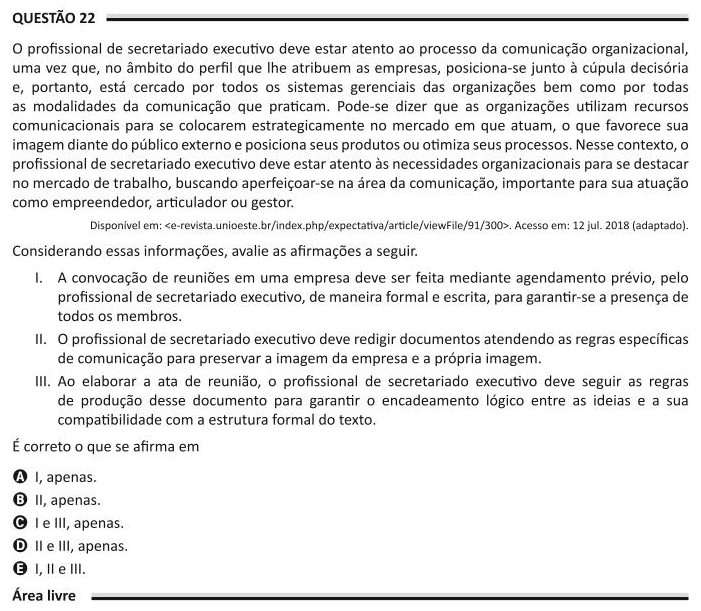 QUESTÃO 22
O profissional de secretariado executivo deve estar atento ao processo da comunicação organizacional,
uma vez que, no âmbito do perfil que lhe atribuem as empresas, posiciona-se junto à cúpula decisória
e, portanto, está cercado por todos os sistemas gerenciais das organizações bem como por todas
as modalidades da comunicação que praticam. Pode-se dizer que as organizações utilizam recursos
comunicacionais para se colocarem estrategicamente no mercado em que atuam, o que favorece sua
imagem diante do público externo e posiciona seus produtos ou otimiza seus processos. Nesse contexto, o
profissional de secretariado executivo deve estar atento às necessidades organizacionais para se destacar
no mercado de trabalho, buscando aperfeiçoar-se na área da comunicação, importante para sua atuação
como empreendedor, articulador ou gestor.
Disponível em: <e-revista.unioeste.br/index.php/expectativa/article/viewFile/91/300>. Acesso em: 12 jul. 2018 (adaptado).
Considerando essas informações, avalie as afirmações a seguir.
I. A convocação de reuniões em uma empresa deve ser feita mediante agendamento prévio, pelo
profissional de secretariado executivo, de maneira formal e escrita, para garantir-se a presença de
todos os membros.
II. O profissional de secretariado executivo deve redigir documentos atendendo as regras específicas
de comunicação para preservar a imagem da empresa e a própria imagem.
III. Ao elaborar a ata de reunião, o profissional de secretariado executivo deve seguir as regras
de produção desse documento para garantir o encadeamento lógico entre as ideias e a sua
compatibilidade com a estrutura formal do texto.
É correto o que se afirma em
A I, apenas.
B II, apenas.
C I e III, apenas.
D II e III, apenas.
E I, II e III.
Área livre